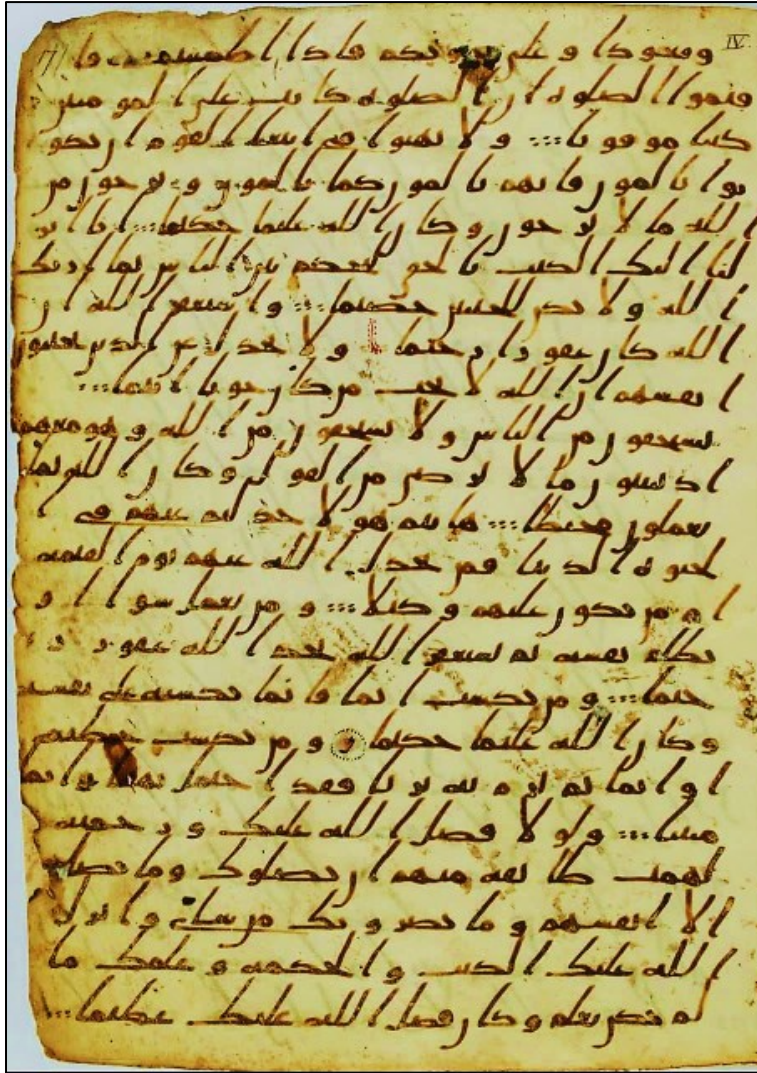 IV
وقعودا وعلى جنوبكم فاذا اطمننتم فا
قيموا الصلوه ان الصلوه كانت على المومنين
كتبا موقوتا ولا تهنوا في ابتغا القوم ان تكو
نوا تالمون فانهم يالمون كما تالمون وترجون من
الله ما لا يرجون وكان الله عليما حكيما انا انز
لنا اليك الكتب بالحق لتحكم بين الناس بما اريك
الله ولا تكن للخنين خصيما واستغفر الله ان
الله كان غفورا رحيما ولا تجدل عن الذين يختنون
انفسهم ان الله لا يحب من كان خونا اثيما
يستخفون من الناس ولا يستخفون من الله وهو معهم
اذ يبيتون ما لا يرضى من القول وكان الله بما
يعملون محيطا هانتم هولا جدلتم عنهم في ا
لحيوه الدنيا فمن يجدل الله عنهم يوم القيمه
ام من يكون عليهم وكيلا ومن يعمل سوا او
يظلم نفسه ثم يستغفر الله يجد الله غفورا ر
حيما ومن يكسب اثما فانما يكسبه على نفسه
وكان الله عليما حكيما ومن يكسب خطيه
او اثما ثم يرم به بريا فقد احتمل بهتنا واثما
مبينا ولولا فضل الله عليك ورحمته
لهمت طايفه منهم ان يضلوك وما يضلون
الا انفسهم وما يضرونك من شاي وانزل
الله عليك الكتب والحكمه وعلمك ما
لم تكن تعلم وكان فضل الله عليك عظيما